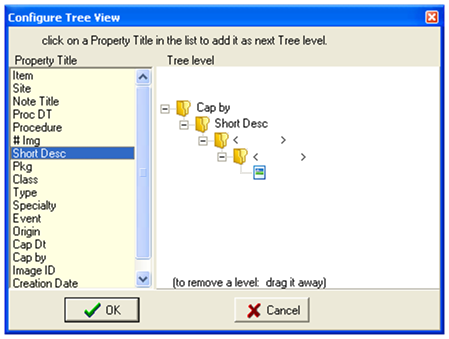 Configure Tree View
click on a Property Title in the list to add it as next Tree level.
Property Title
Tree level
Item
Site
Note Title
Proc DT
Procedure
# Img
Short Desc
Pkg
Class
Type
Specialty
Event
Origin
Cap Dt
Cap by
Image ID
Creation Date
Cap by
Short Desc
< >
< >
(to remove a level: drag it away)
OK
Cancel